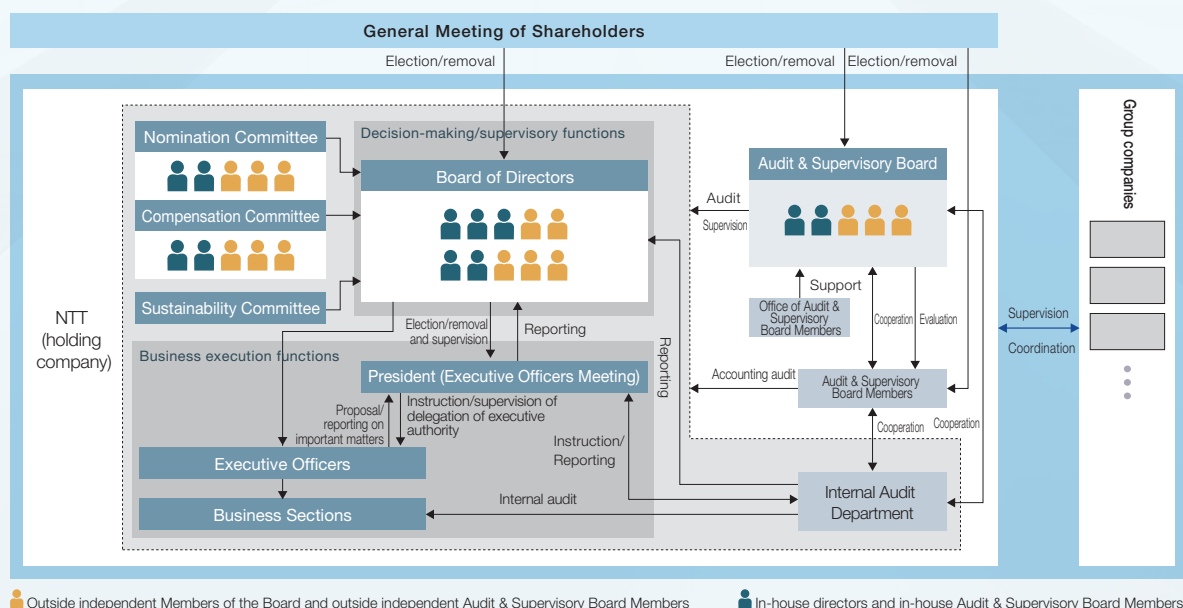 General Meeting of Shareholders
Election/removal
Election/removal
Election/removal
NTT
(holding
company)
Nomination Committee
Compensation Committee
Sustainability Committee
Decision-making/supervisory functions
Board of Directors
Audit & Supervisory Board
Audit
Supervision
Support
Office of Audit &
Supervisory
Board Members
Cooperation
Evaluation
Election/removal
and supervision
Reporting
Reporting
Business execution functions
President (Executive Officers Meeting)
Accounting audit
Audit & Supervisory
Board Members
Proposal/
reporting on
important matters
Instruction/supervision of
delegation of executive
authority
Instruction/
Reporting
Cooperation
Cooperation
Executive Officers
Business Sections
Internal audit
Internal Audit
Department
Supervision
Coordination
Group companies
Outside independent Members of the Board and outside independent Audit & Supervisory Board Members
In-house directors and in-house Audit & Supervisory Board Members